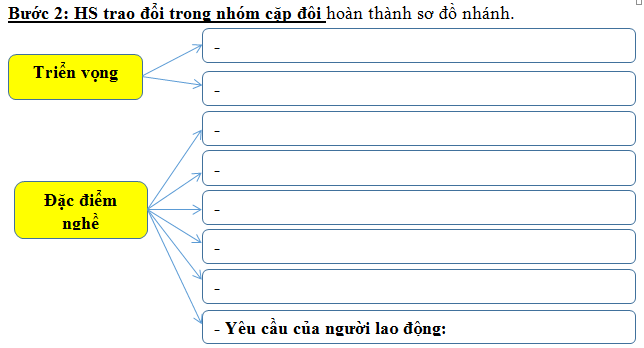 Bước 2: HS trao đổi trong nhóm cặp đôi hoàn thành sơ đồ nhánh.
Triển vọng
-
-
Đặc điểm
nghề
-
-
-
-
-
- Yêu cầu của người lao động: